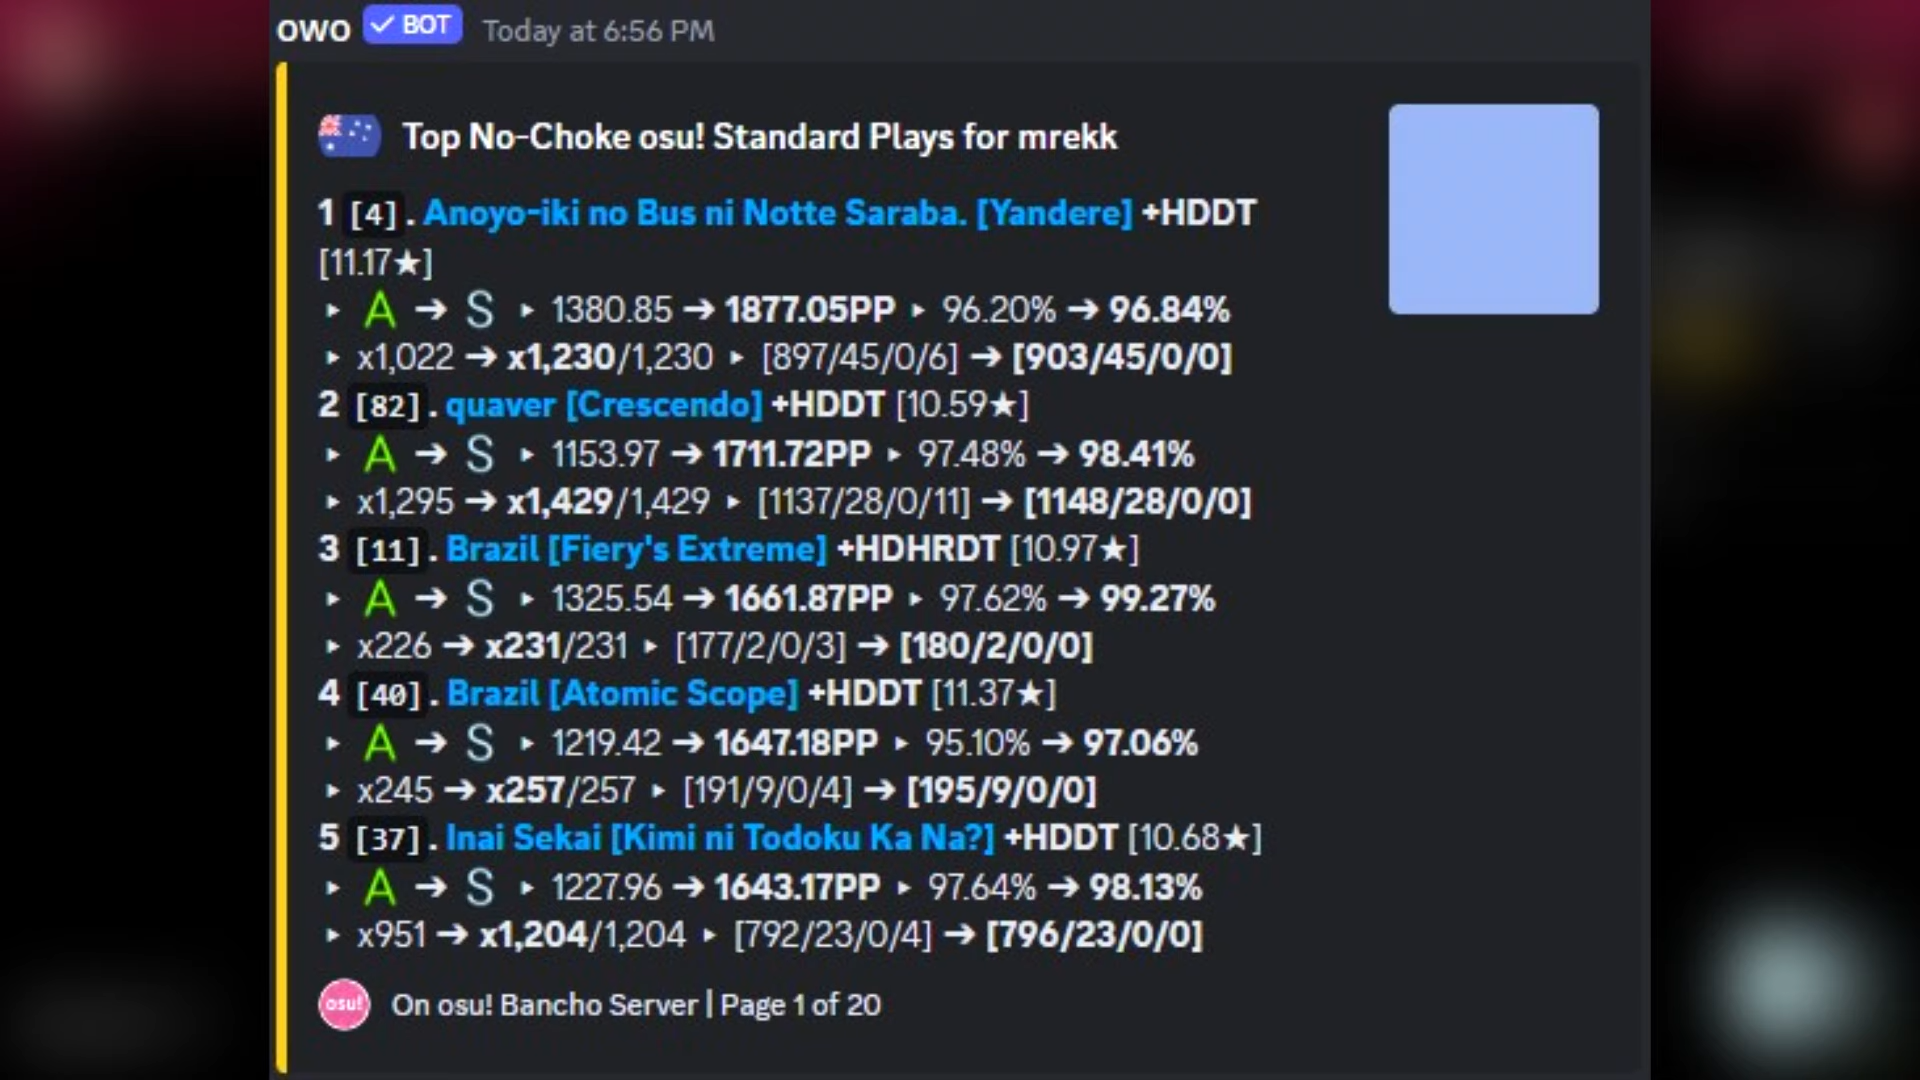 owo ✓ BOT Today at 6:56 PM
Top No-Choke osu! Standard Plays for mrekk
1 [4] . Anoyo-iki no Bus ni Notte Saraba. [Yandere] +HDDT
[11.17★]
▸ A ➔ S ▸ 1380.85 ➔ 1877.05PP ▸ 96.20% ➔ 96.84%
▸ x1,022 ➔ x1,230/1,230 ▸ [897/45/0/6] ➔ [903/45/0/0]
2 [82] . quaver [Crescendo] +HDDT [10.59★]
▸ A ➔ S ▸ 1153.97 ➔ 1711.72PP ▸ 97.48% ➔ 98.41%
▸ x1,295 ➔ x1,429/1,429 ▸ [1137/28/0/11] ➔ [1148/28/0/0]
3 [11] . Brazil [Fiery's Extreme] +HDHRDT [10.97★]
▸ A ➔ S ▸ 1325.54 ➔ 1661.87PP ▸ 97.62% ➔ 99.27%
▸ x226 ➔ x231/231 ▸ [177/2/0/3] ➔ [180/2/0/0]
4 [40] . Brazil [Atomic Scope] +HDDT [11.37★]
▸ A ➔ S ▸ 1219.42 ➔ 1647.18PP ▸ 95.10% ➔ 97.06%
▸ x245 ➔ x257/257 ▸ [191/9/0/4] ➔ [195/9/0/0]
5 [37] . Inai Sekai [Kimi ni Todoku Ka Na?] +HDDT [10.68★]
▸ A ➔ S ▸ 1227.96 ➔ 1643.17PP ▸ 97.64% ➔ 98.13%
▸ x951 ➔ x1,204/1,204 ▸ [792/23/0/4] ➔ [796/23/0/0]
osu! On osu! Bancho Server | Page 1 of 20